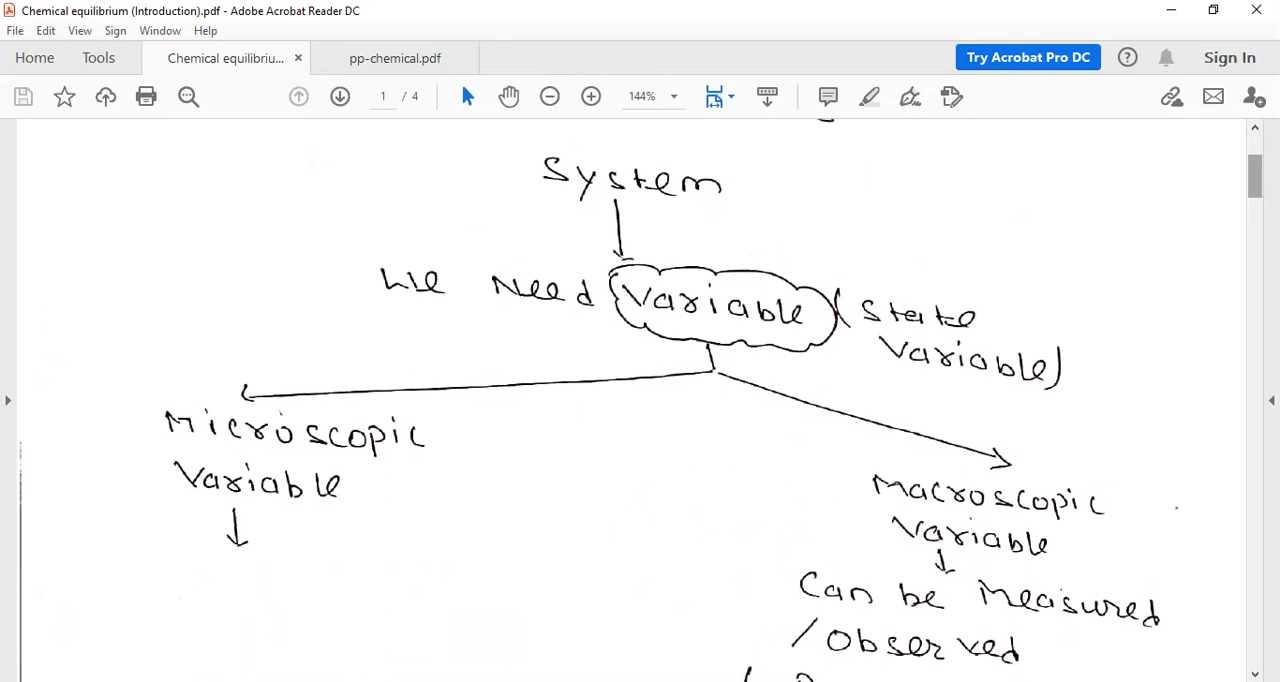 Chemical equilibrium (Introduction).pdf - Adobe Acrobat Reader DC
File Edit View Sign Window Help
Home Tools Chemical equilibriu... × pp-chemical.pdf Try Acrobat Pro DC Sign In
1 / 4 144%
System
We Need Variable (State
Variable)
Microscopic
Variable
Macroscopic
Variable
Can be Measured
/Observed